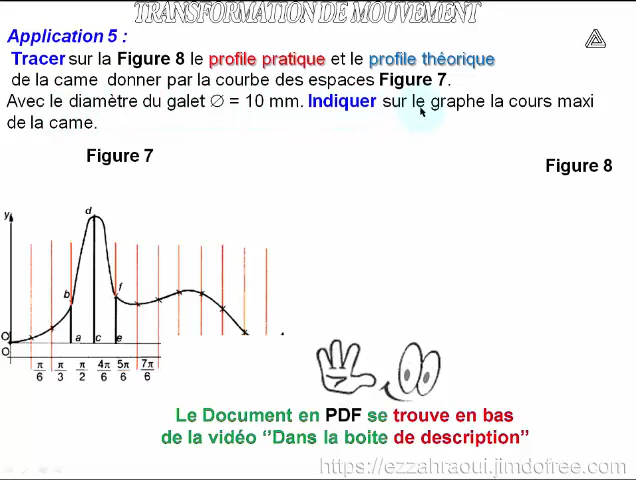 TRANSFORMATION DE MOUVEMENT
Application 5 :
Tracer sur la Figure 8 le profile pratique et le profile théorique
de la came donner par la courbe des espaces Figure 7.
Avec le diamètre du galet ∅ = 10 mm. Indiquer sur le graphe la cours maxi
de la came.
Figure 7
Figure 8
y
d
b
f
O
a
c
e
O
π/6 π/3 π/2 4π/6 5π/6 7π/6
Le Document en PDF se trouve en bas
de la vidéo ‘’Dans la boite de description’’
https://ezzahraoui.jimdofree.com